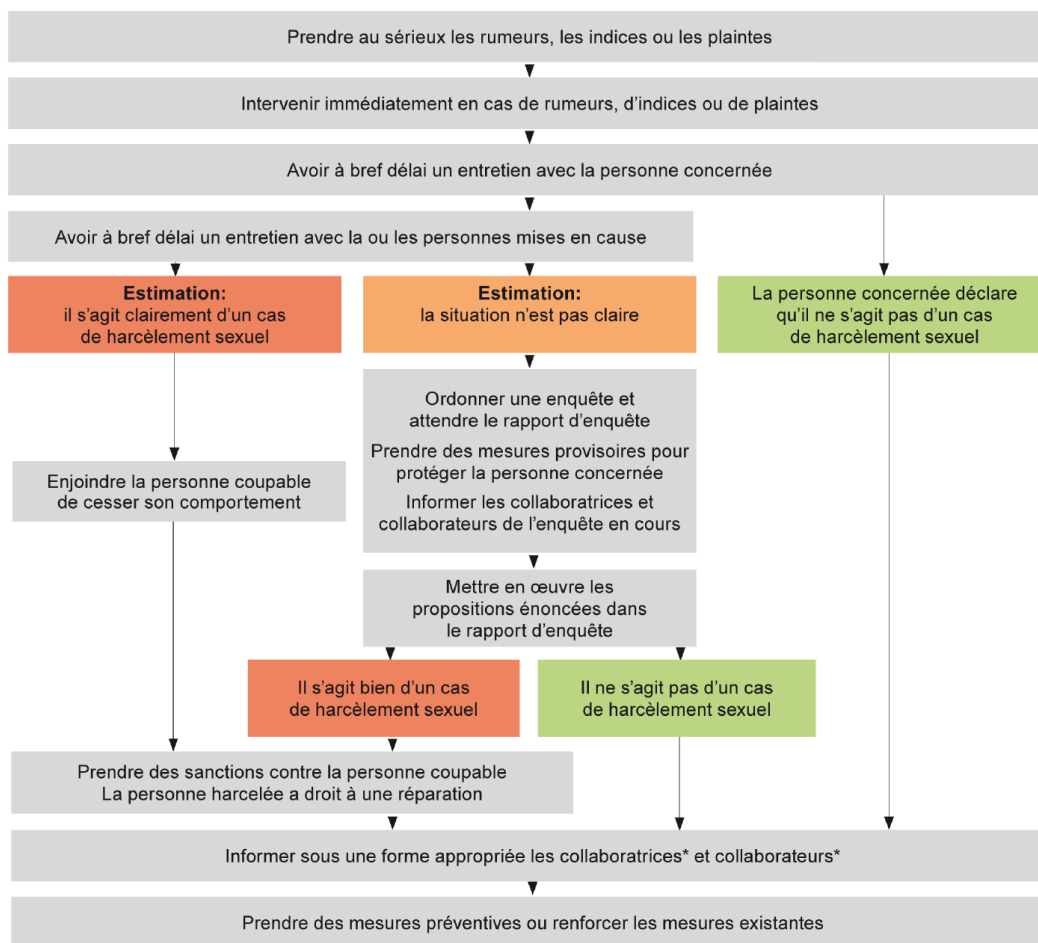 Prendre au sérieux les rumeurs, les indices ou les plaintes
Intervenir immédiatement en cas de rumeurs, d’indices ou de plaintes
Avoir à bref délai un entretien avec la personne concernée
Avoir à bref délai un entretien avec la ou les personnes mises en cause
Estimation:
il s’agit clairement d’un cas
de harcèlement sexuel
Estimation:
la situation n’est pas claire
La personne concernée déclare
qu’il ne s’agit pas d’un cas
de harcèlement sexuel
Ordonner une enquête et
attendre le rapport d’enquête
Prendre des mesures provisoires pour
protéger la personne concernée
Informer les collaboratrices et
collaborateurs de l’enquête en cours
Enjoindre la personne coupable
de cesser son comportement
Mettre en œuvre les
propositions énoncées dans
le rapport d’enquête
Il s’agit bien d’un cas
de harcèlement sexuel
Il ne s’agit pas d’un cas
de harcèlement sexuel
Prendre des sanctions contre la personne coupable
La personne harcelée a droit à une réparation
Informer sous une forme appropriée les collaboratrices* et collaborateurs*
Prendre des mesures préventives ou renforcer les mesures existantes